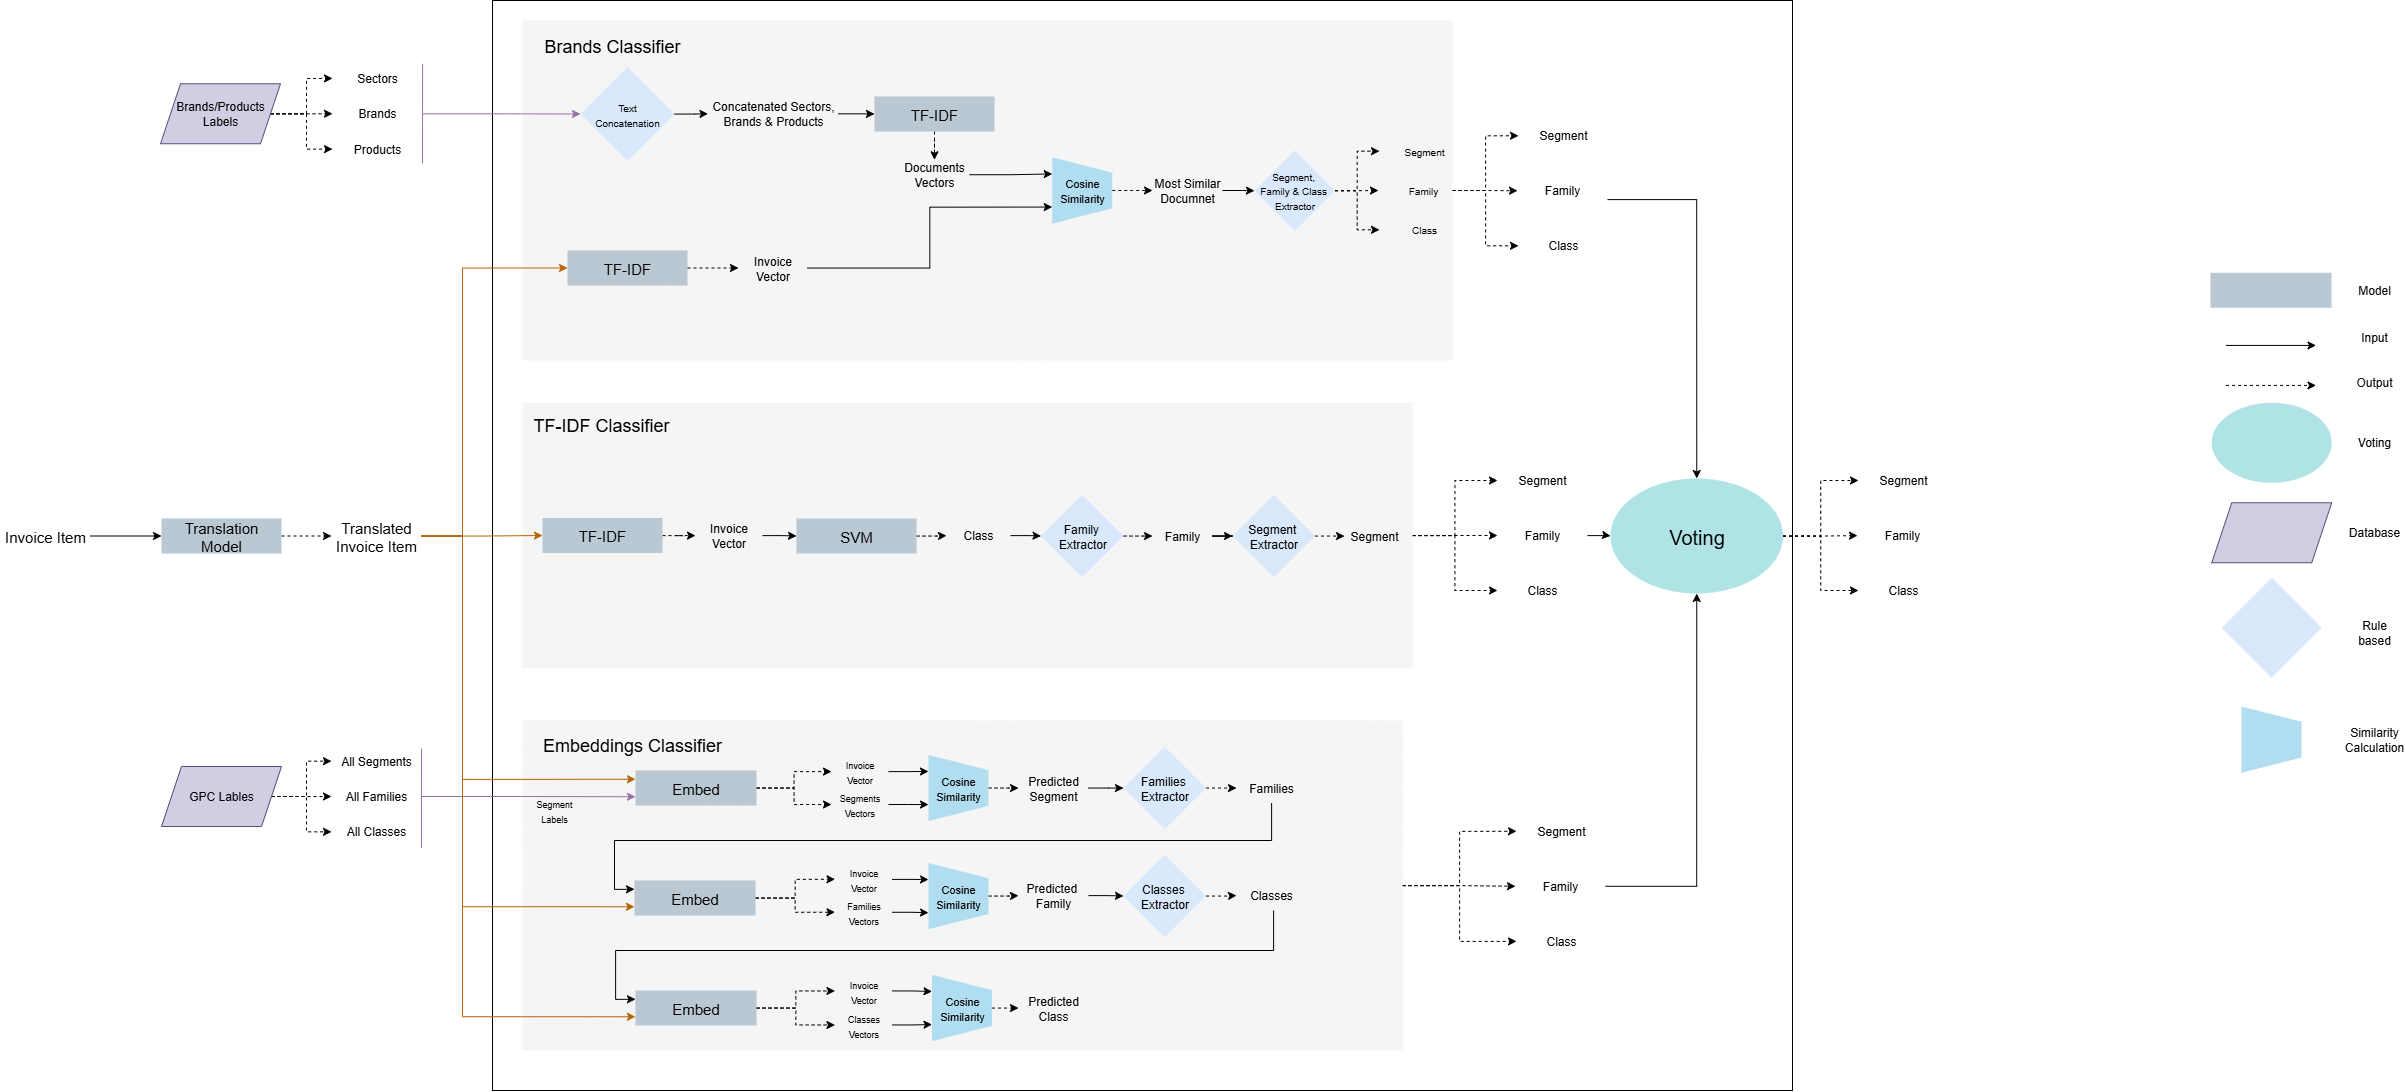 Brands Classifier
Brands/Products
Labels
Sectors
Brands
Products
Text
Concatenation
Concatenated Sectors,
Brands & Products
TF-IDF
Documents
Vectors
Cosine
Similarity
Most Similar
Documnet
Segment,
Family & Class
Extractor
Segment
Family
Class
Segment
Family
Class
TF-IDF
Invoice
Vector
TF-IDF Classifier
Invoice Item
Translation
Model
Translated
Invoice Item
TF-IDF
Invoice
Vector
SVM
Class
Family
Extractor
Family
Segment
Extractor
Segment
Segment
Family
Class
Voting
Segment
Family
Class
Embeddings Classifier
GPC Lables
All Segments
All Families
All Classes
Segment
Labels
Embed
Invoice
Vector
Segments
Vectors
Cosine
Similarity
Predicted
Segment
Families
Extractor
Families
Embed
Invoice
Vector
Families
Vectors
Cosine
Similarity
Predicted
Family
Classes
Extractor
Classes
Embed
Invoice
Vector
Classes
Vectors
Cosine
Similarity
Predicted
Class
Segment
Family
Class
Model
Input
Output
Voting
Database
Rule
based
Similarity
Calculation